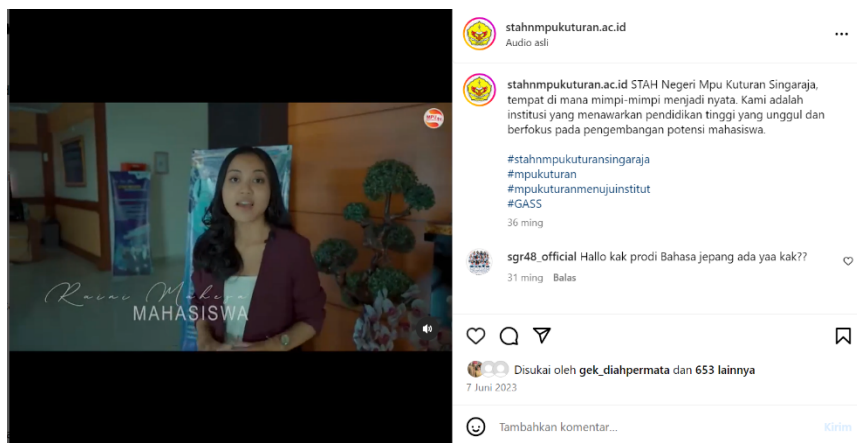 stahnmpukuturan.ac.id
Audio asli
stahnmpukuturan.ac.id STAH Negeri Mpu Kuturan Singaraja,
tempat di mana mimpi-mimpi menjadi nyata. Kami adalah
institusi yang menawarkan pendidikan tinggi yang unggul dan
berfokus pada pengembangan potensi mahasiswa.
#stahnmpukuturansingaraja
#mpukuturan
#mpukuturanmenujuinstitut
#GASS
36 ming
sgr48_official Hallo kak prodi Bahasa jepang ada yaa kak??
31 ming Balas
MAHASISWA
Disukai oleh gek_diahpermata dan 653 lainnya
7 Juni 2023
Tambahkan komentar...
Kirim